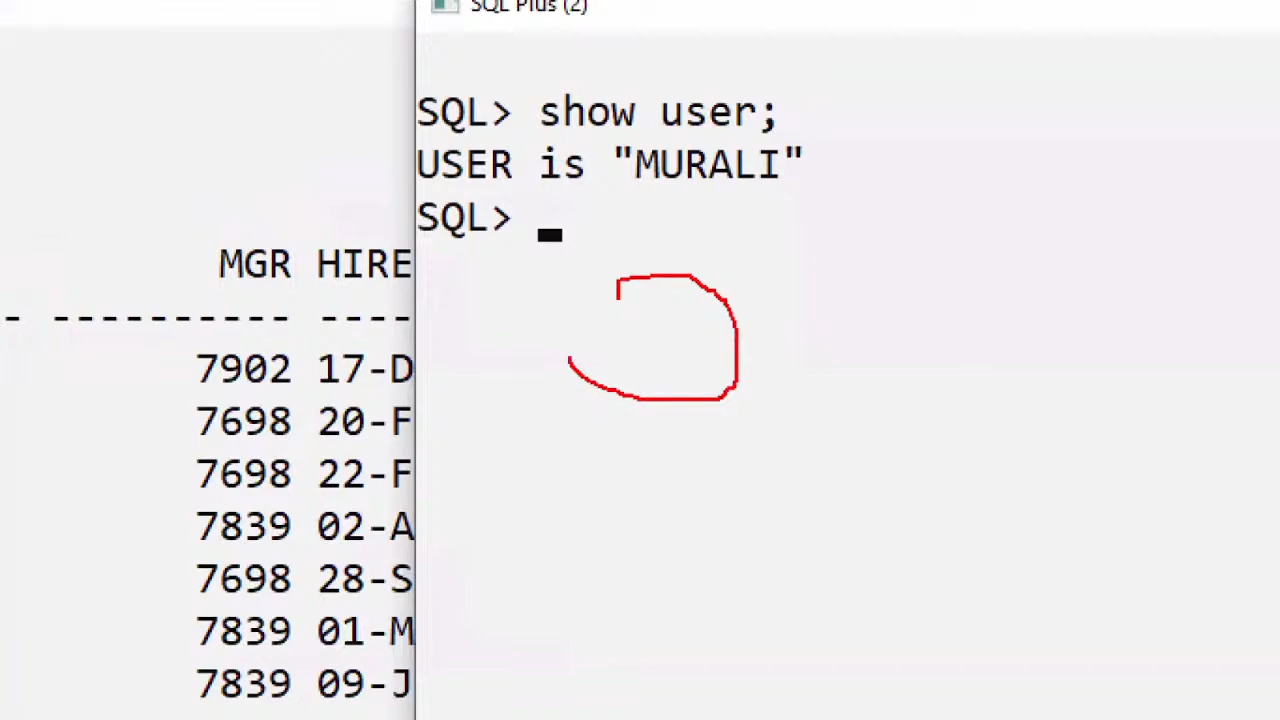 SQL Plus (2)
SQL> show user;
USER is "MURALI"
SQL>
MGR HIRE
- ---------- ----
7902 17-D
7698 20-F
7698 22-F
7839 02-A
7698 28-S
7839 01-M
7839 09-J